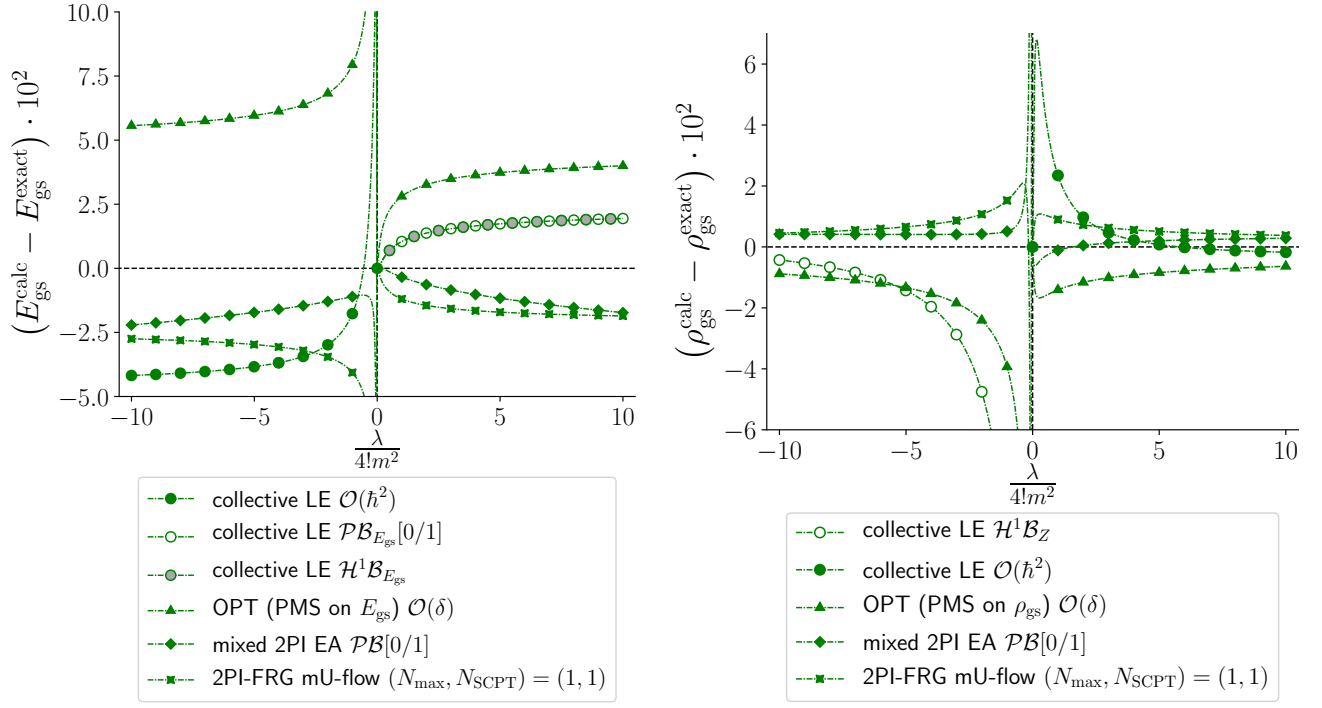 (E_gs^calc − E_gs^exact) · 10^2
10.0
7.5
5.0
2.5
0.0
−2.5
−5.0
−10
−5
0
5
10
λ/4!m^2
collective LE O(ħ^2)
collective LE PB_{E_gs}[0/1]
collective LE H^1B_{E_gs}
OPT (PMS on E_gs) O(δ)
mixed 2PI EA PB[0/1]
2PI-FRG mU-flow (N_max, N_SCPT) = (1, 1)
(ρ_gs^calc − ρ_gs^exact) · 10^2
6
4
2
0
−2
−4
−6
−10
−5
0
5
10
λ/4!m^2
collective LE H^1B_Z
collective LE O(ħ^2)
OPT (PMS on ρ_gs) O(δ)
mixed 2PI EA PB[0/1]
2PI-FRG mU-flow (N_max, N_SCPT) = (1, 1)